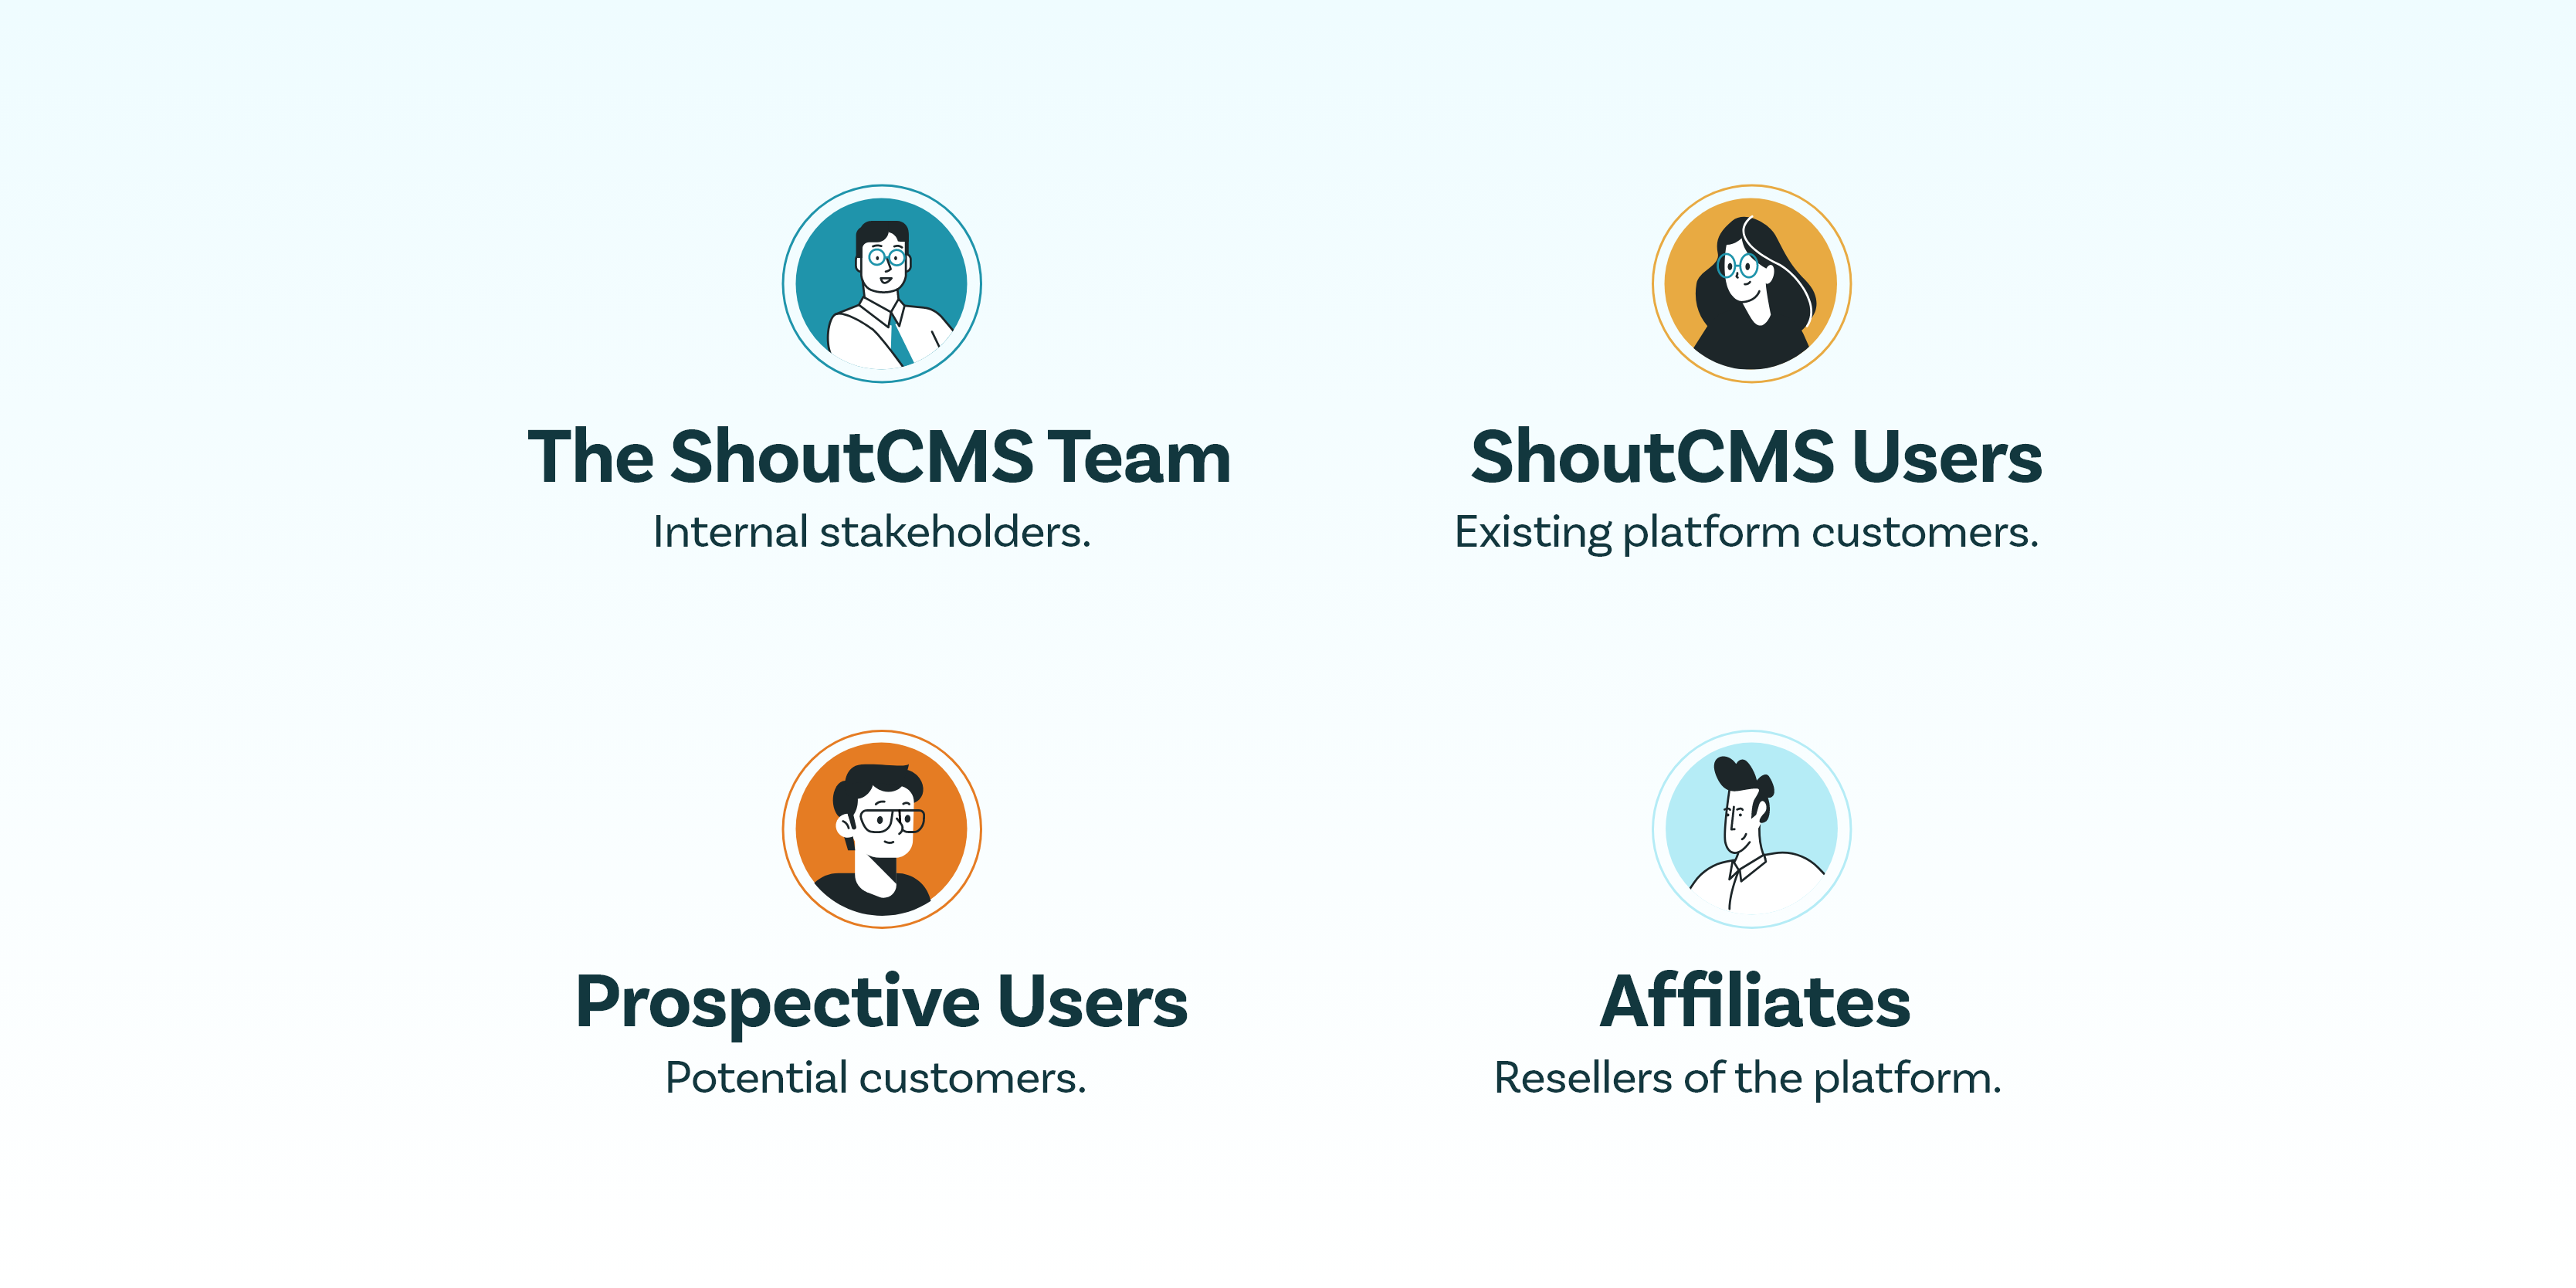 The ShoutCMS Team
Internal stakeholders.
ShoutCMS Users
Existing platform customers.
Prospective Users
Potential customers.
Affiliates
Resellers of the platform.